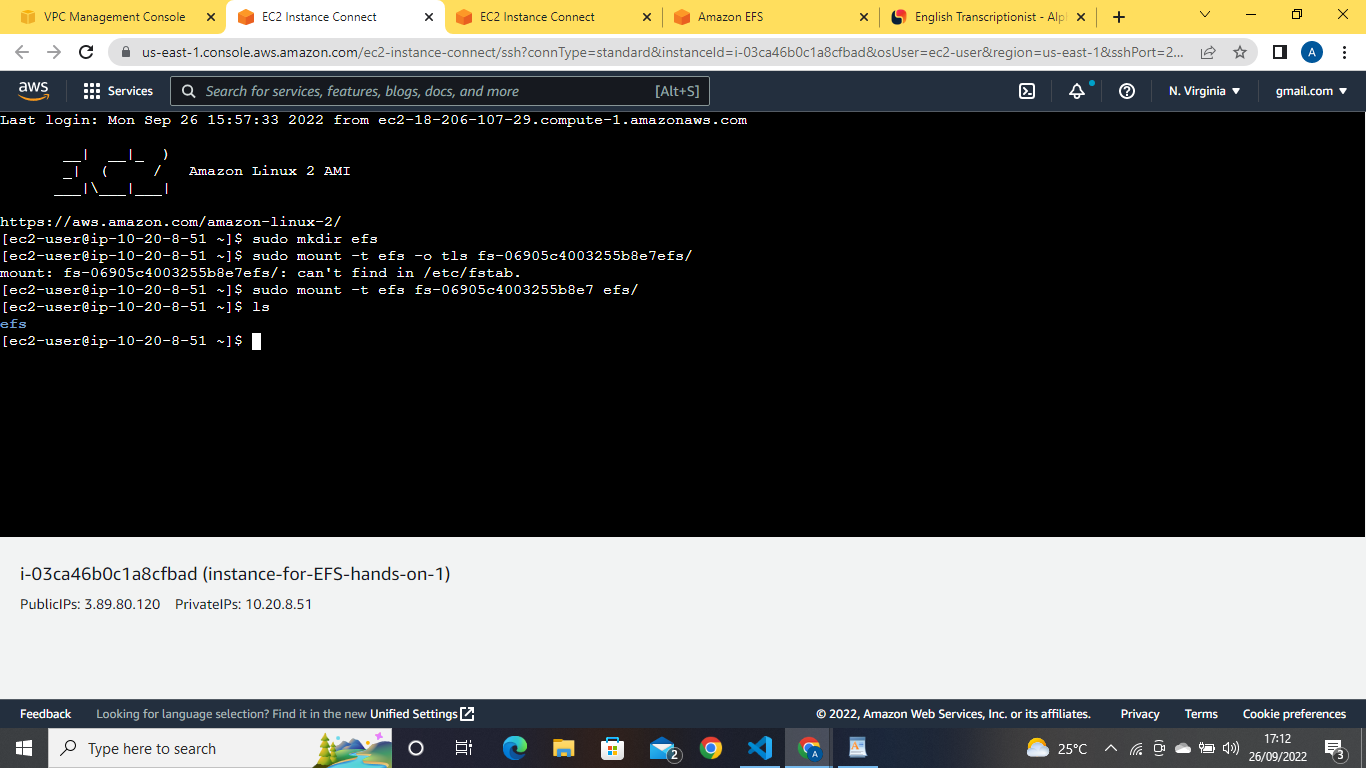 VPC Management Console
EC2 Instance Connect
EC2 Instance Connect
Amazon EFS
English Transcriptionist - Alp
us-east-1.console.aws.amazon.com/ec2-instance-connect/ssh?connType=standard&instanceId=i-03ca46b0c1a8cfbad&osUser=ec2-user&region=us-east-1&sshPort=2...
A
aws
Services
Search for services, features, blogs, docs, and more
[Alt+S]
N. Virginia
gmail.com
Last login: Mon Sep 26 15:57:33 2022 from ec2-18-206-107-29.compute-1.amazonaws.com
       __|  __|_  )
       _|  (     /   Amazon Linux 2 AMI
      ___|\___|___|
https://aws.amazon.com/amazon-linux-2/
[ec2-user@ip-10-20-8-51 ~]$ sudo mkdir efs
[ec2-user@ip-10-20-8-51 ~]$ sudo mount -t efs -o tls fs-06905c4003255b8e7efs/
mount: fs-06905c4003255b8e7efs/: can't find in /etc/fstab.
[ec2-user@ip-10-20-8-51 ~]$ sudo mount -t efs fs-06905c4003255b8e7 efs/
[ec2-user@ip-10-20-8-51 ~]$ ls
efs
[ec2-user@ip-10-20-8-51 ~]$
i-03ca46b0c1a8cfbad (instance-for-EFS-hands-on-1)
PublicIPs: 3.89.80.120 PrivateIPs: 10.20.8.51
Feedback
Looking for language selection? Find it in the new Unified Settings
© 2022, Amazon Web Services, Inc. or its affiliates.
Privacy
Terms
Cookie preferences
Type here to search
2
A
25°C
17:12
26/09/2022
3